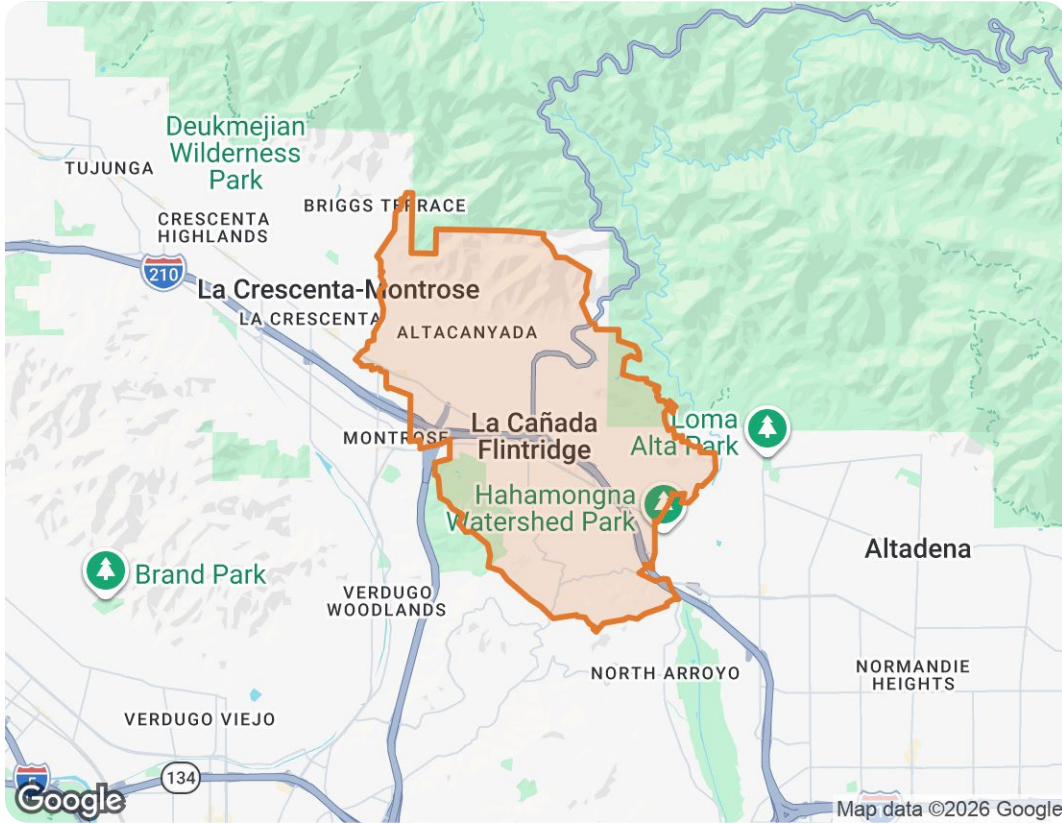 Deukmejian
Wilderness
Park
TUJUNGA
BRIGGS TERRACE
CRESCENTA
HIGHLANDS
210
La Crescenta-Montrose
LA CRESCENTA
ALTACANYADA
La Cañada
Flintridge
Loma
Alta Park
MONTROSE
Hahamongna
Watershed Park
Altadena
Brand Park
VERDUGO
WOODLANDS
NORTH ARROYO
NORMANDIE
HEIGHTS
VERDUGO VIEJO
5
134
Google
Map data ©2026 Google